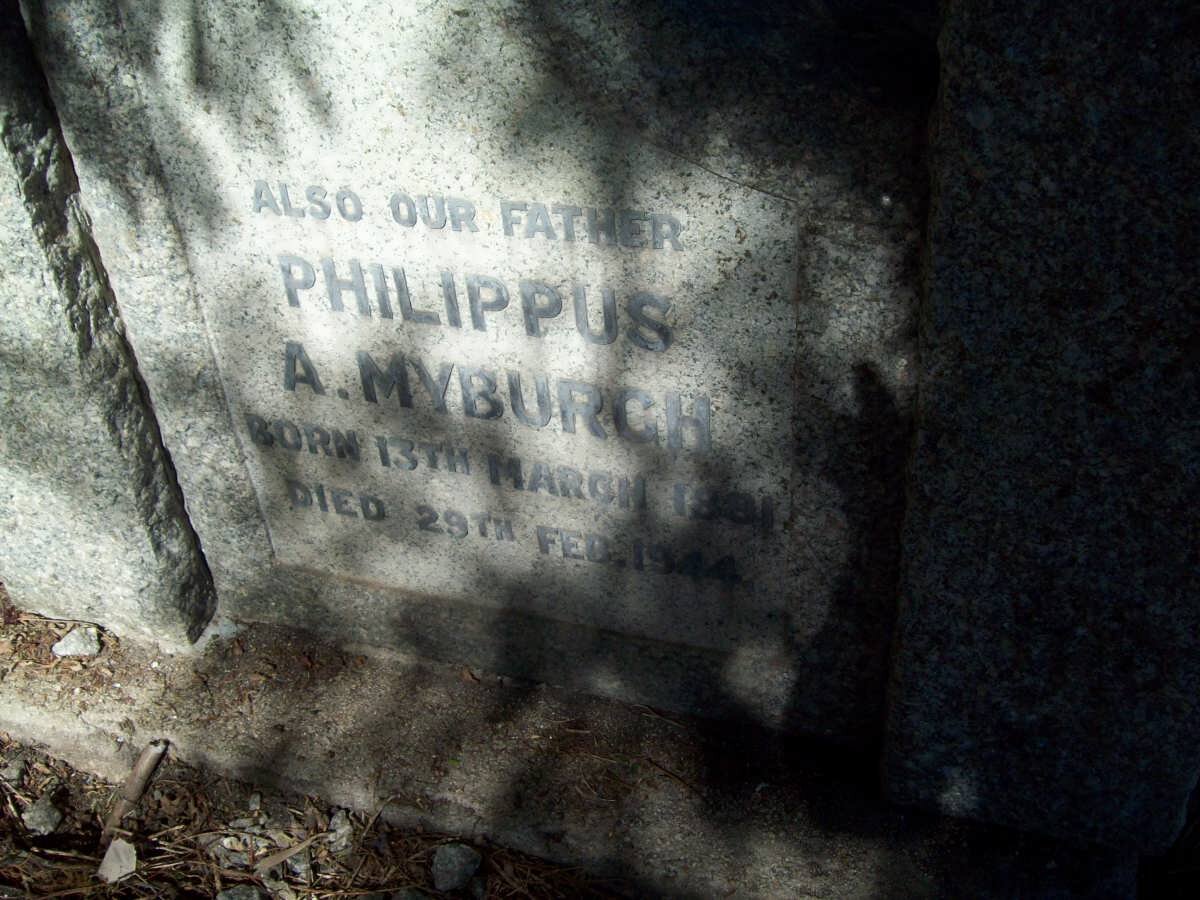 ALSO OUR FATHER
PHILIPPUS
A. MYBURGH
BORN 13TH MARCH 1881
DIED 29TH FEB. 1944